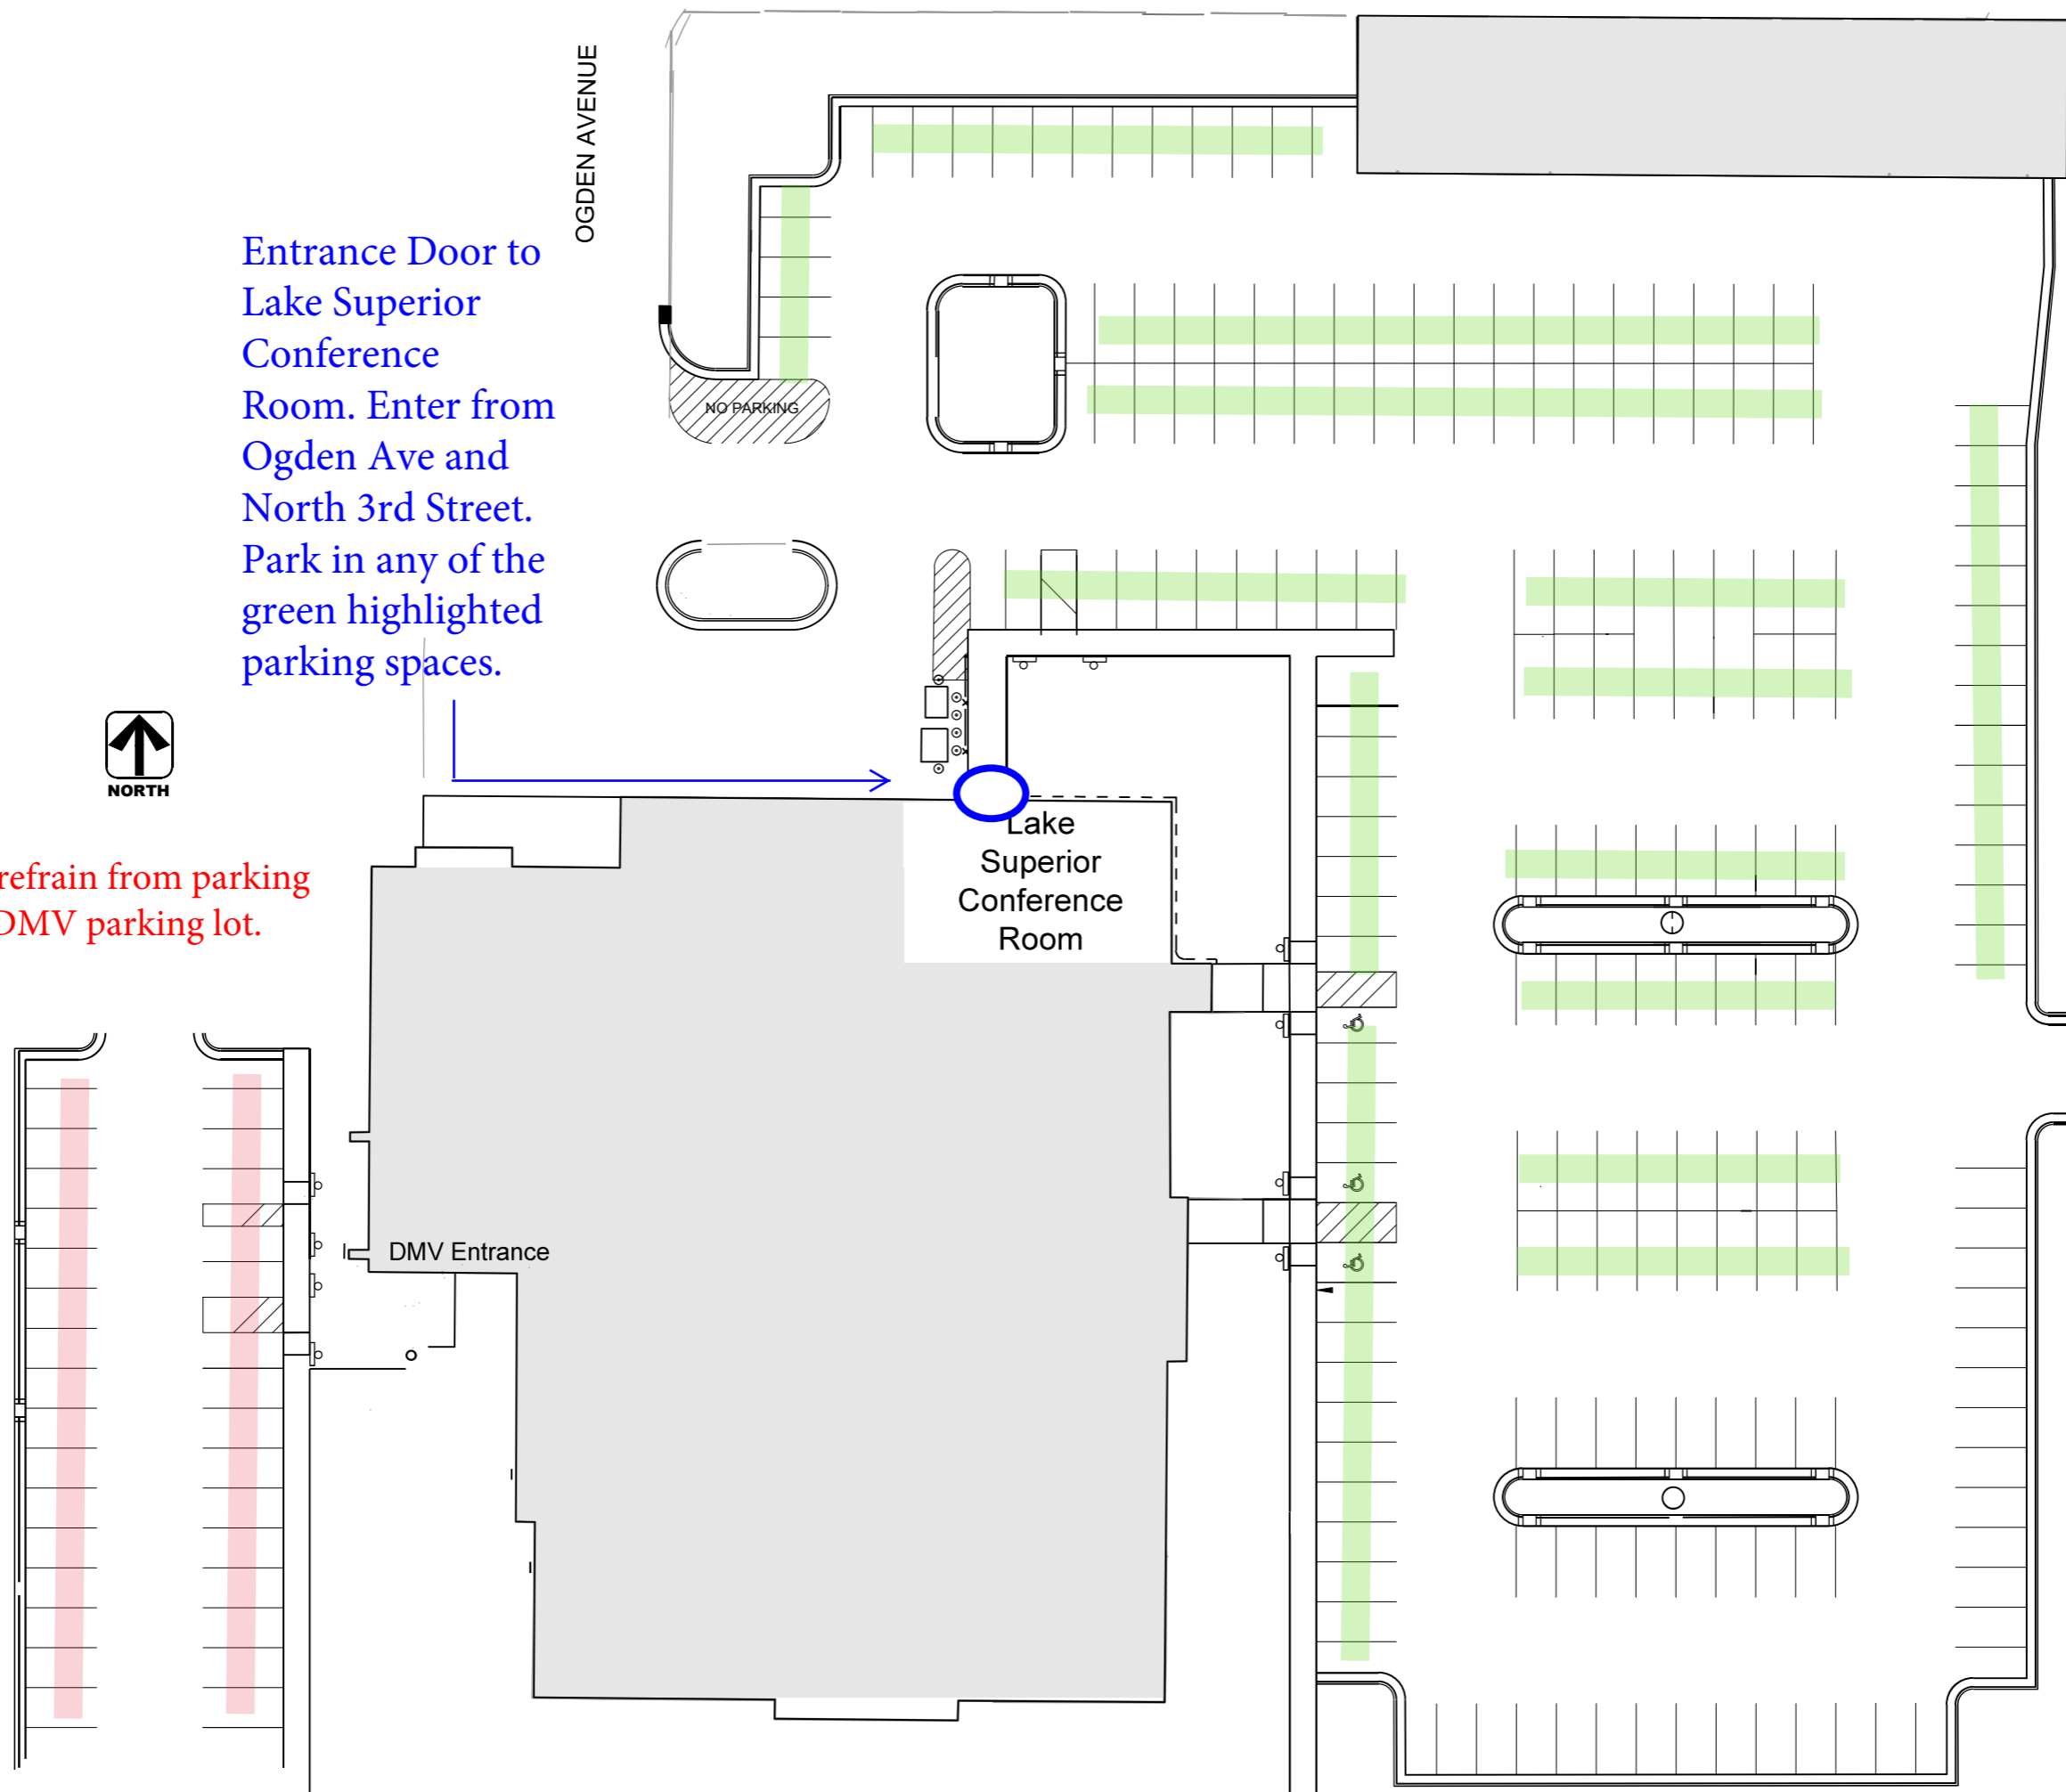 OGDEN AVENUE
Entrance Door to
Lake Superior
Conference
Room. Enter from
Ogden Ave and
North 3rd Street.
Park in any of the
green highlighted
parking spaces.
NO PARKING
NORTH
Lake
Superior
Conference
Room
refrain from parking
DMV parking lot.
DMV Entrance